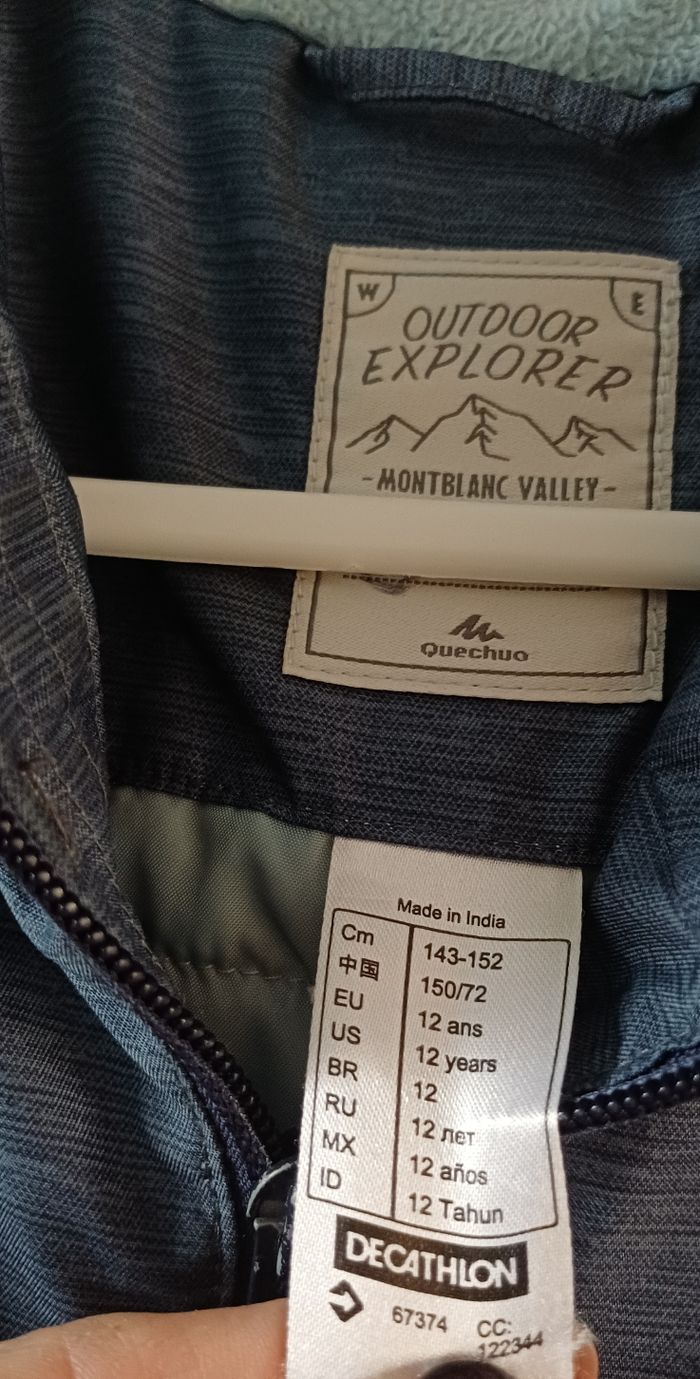 W
E
OUTDOOR
EXPLORER
-MONTBLANC VALLEY-
Quechua
Made in India
Cm 143-152
中国 150/72
EU 12 ans
US 12 years
BR 12
RU 12 лет
MX 12 años
ID 12 Tahun
DECATHLON
67374 CC:
122344